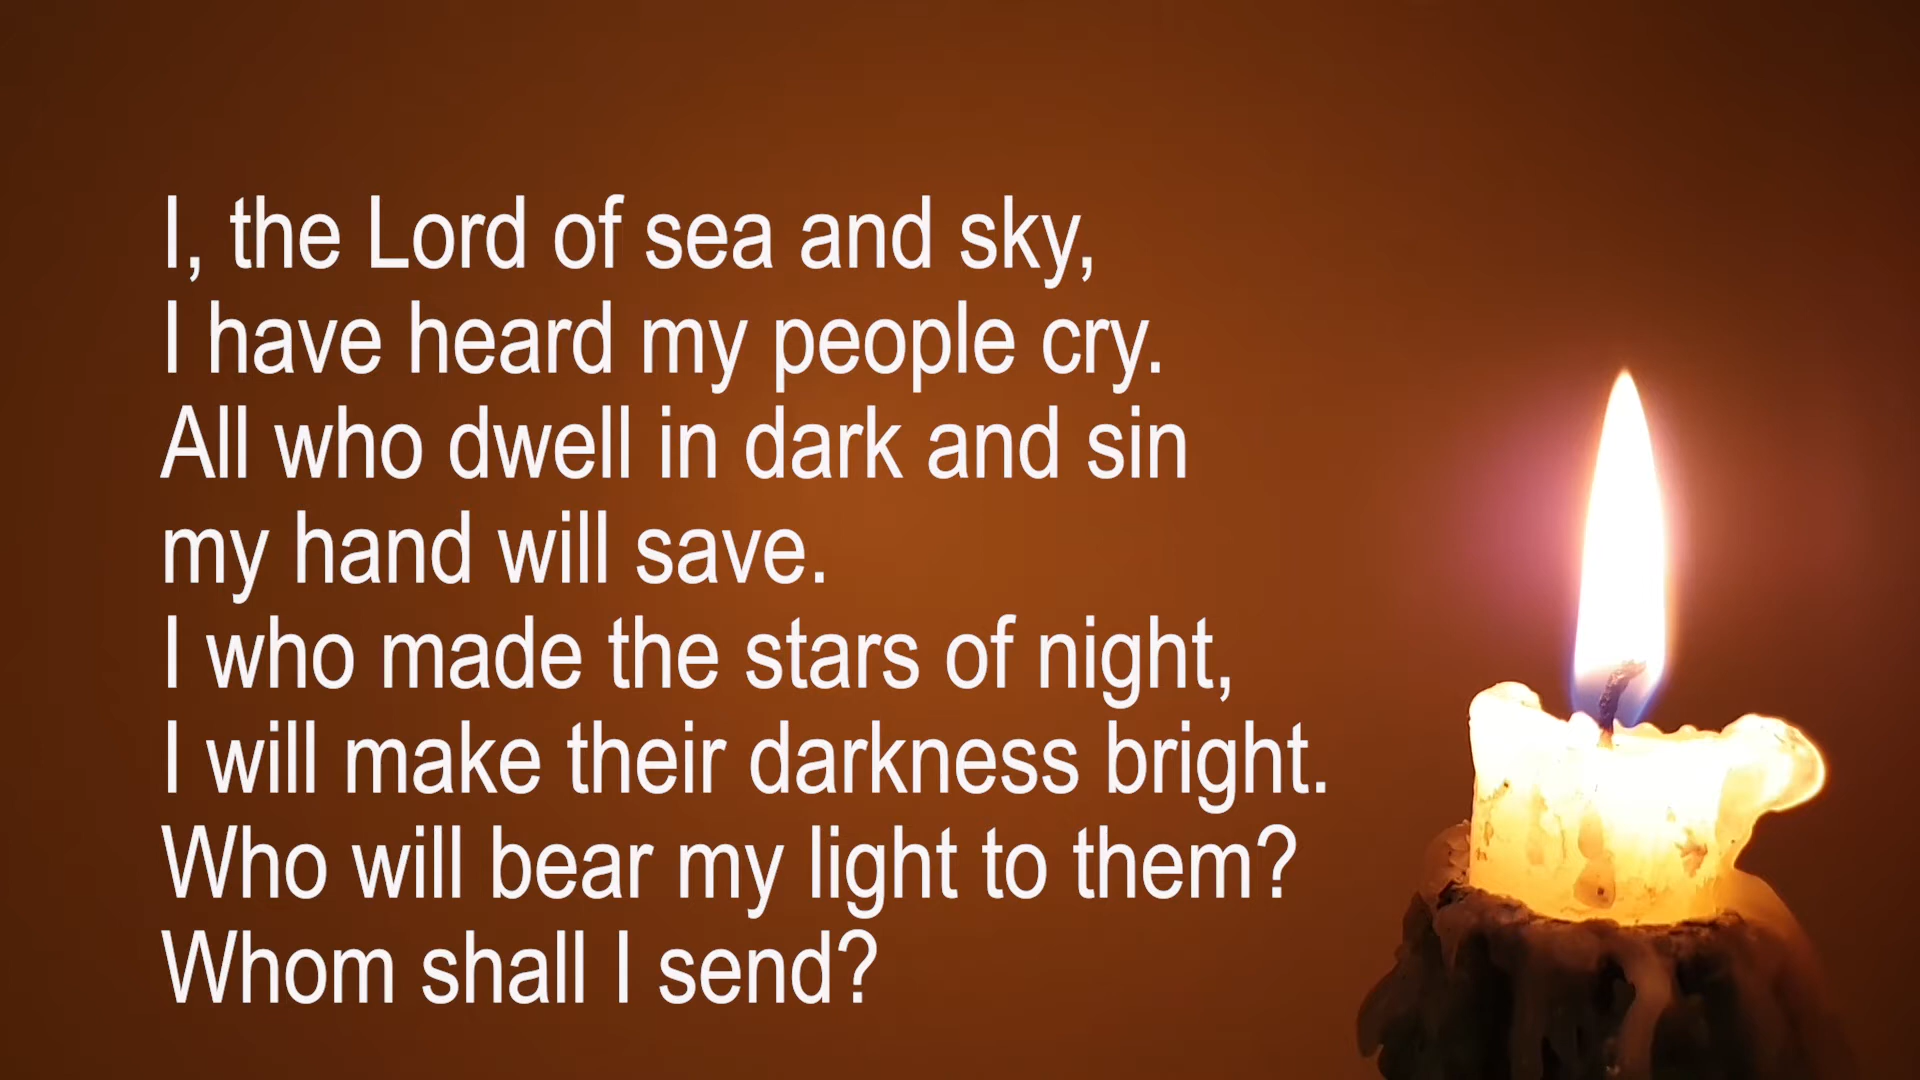 I, the Lord of sea and sky,
I have heard my people cry.
All who dwell in dark and sin
my hand will save.
I who made the stars of night,
I will make their darkness bright.
Who will bear my light to them?
Whom shall I send?